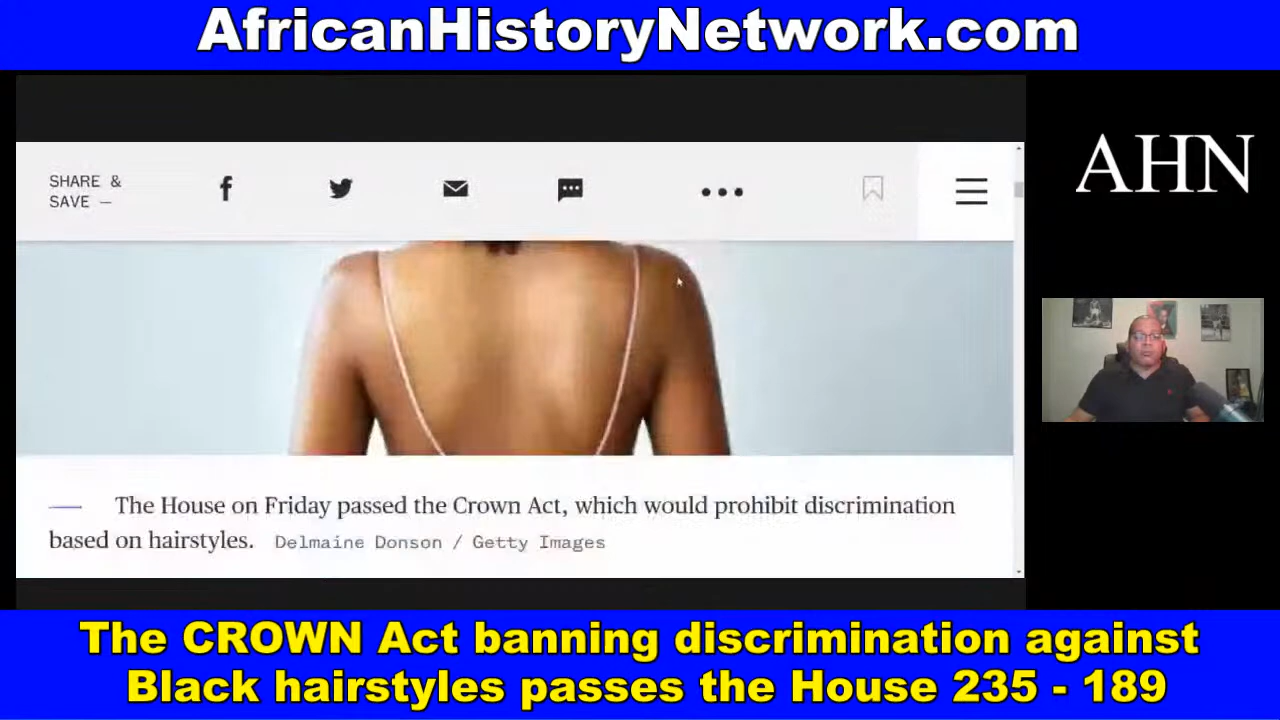 AfricanHistoryNetwork.com
AHN
SHARE &
SAVE —
The House on Friday passed the Crown Act, which would prohibit discrimination
based on hairstyles. Delmaine Donson / Getty Images
The CROWN Act banning discrimination against
Black hairstyles passes the House 235 - 189